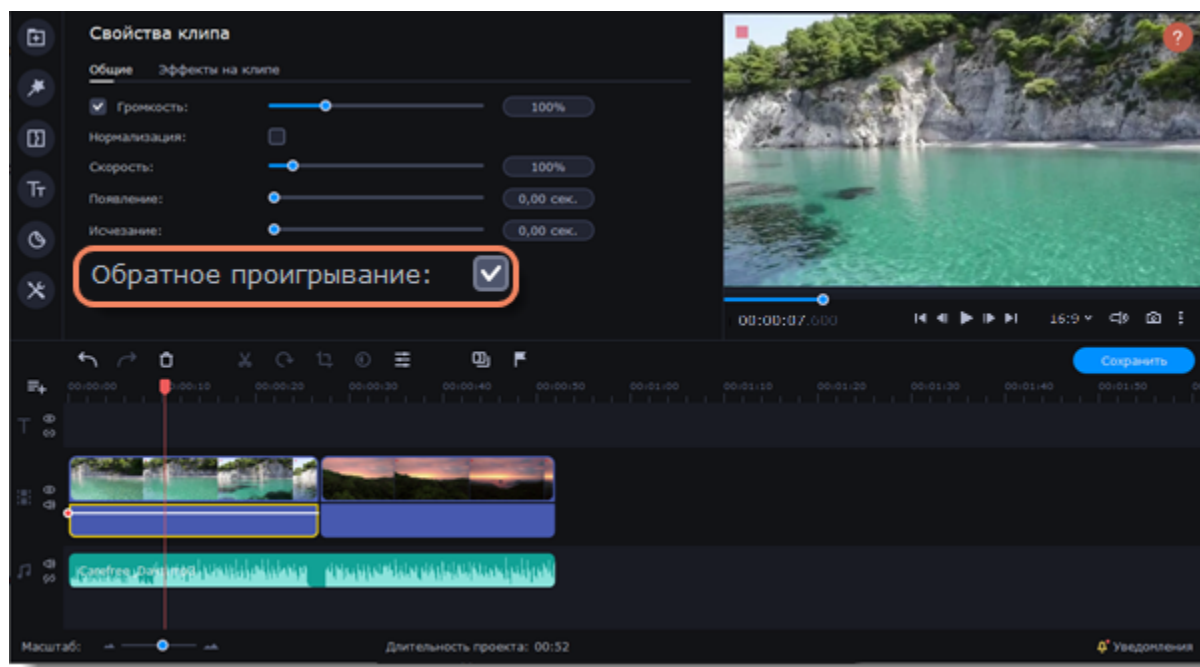 Свойства клипа
Общие Эффекты на клипе
Громкость: 100%
Нормализация:
Скорость: 100%
Появление: 0,00 сек.
Исчезание: 0,00 сек.
Обратное проигрывание:
?
00:00:07.600
16:9
Сохранить
00:00:00 00:00:10 00:00:20 00:00:30 00:00:40 00:00:50 00:01:00 00:01:10 00:01:20 00:01:30 00:01:40 00:01:50
Масштаб: Длительность проекта: 00:52 Уведомления